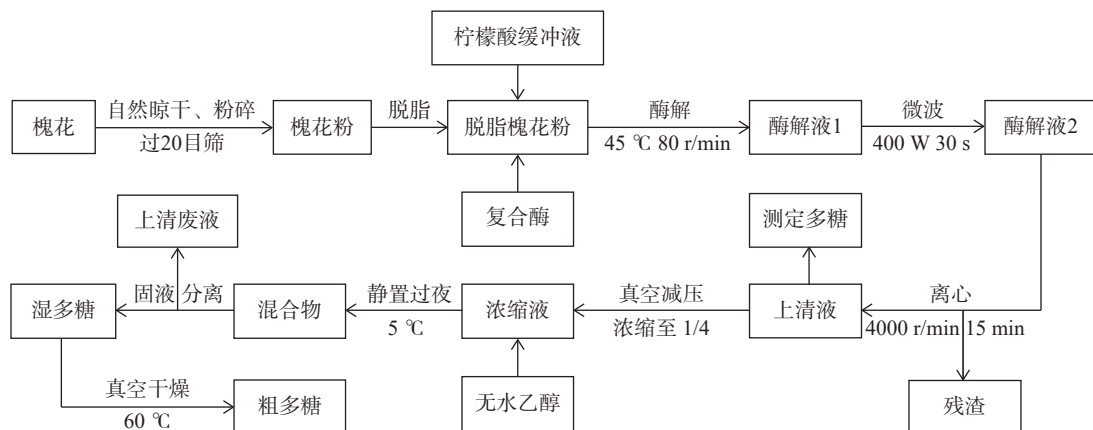 柠檬酸缓冲液
槐花
自然晾干、粉碎
过20目筛
槐花粉
脱脂
脱脂槐花粉
酶解
45 ℃ 80 r/min
酶解液1
微波
400 W 30 s
酶解液2
复合酶
上清废液
测定多糖
湿多糖
固液 分离
混合物
静置过夜
5 ℃
浓缩液
真空减压
浓缩至 1/4
上清液
离心
4000 r/min 15 min
真空干燥
60 ℃
粗多糖
无水乙醇
残渣